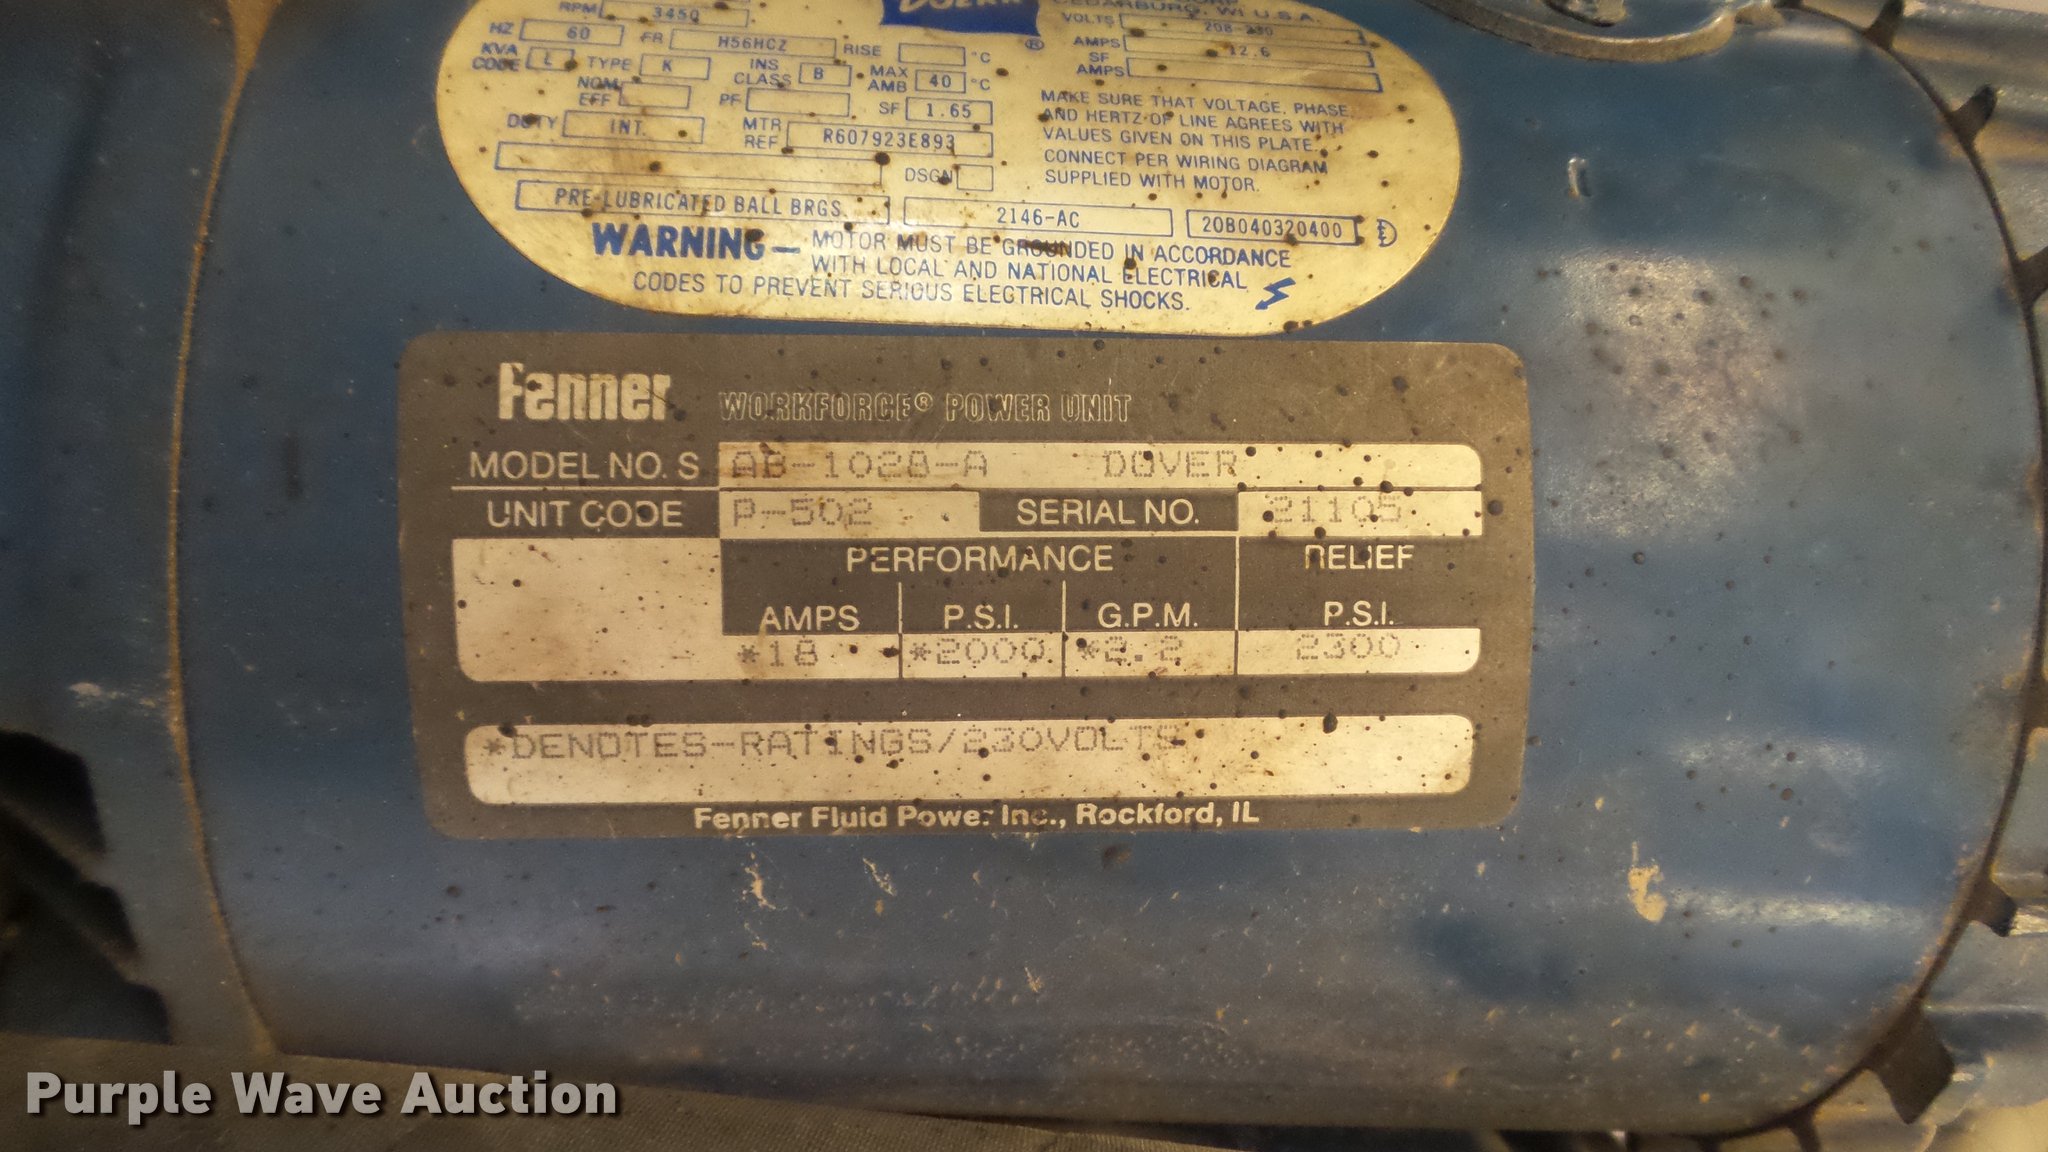 RPM 3450
CEDARBURG, WI U.S.A.
HZ 60 FR H56HCZ RISE °C
VOLTS 208-230
AMPS 12.6
KVA CODE L TYPE K INS CLASS B MAX AMB 40 °C
SF AMPS
NOM. EFF PF SF 1.65
DUTY INT. MTR REF R607923E893
DSGN
MAKE SURE THAT VOLTAGE, PHASE,
AND HERTZ OF LINE AGREES WITH
VALUES GIVEN ON THIS PLATE.
CONNECT PER WIRING DIAGRAM
SUPPLIED WITH MOTOR.
PRE-LUBRICATED BALL BRGS. 2146-AC 20B040320400
WARNING — MOTOR MUST BE GROUNDED IN ACCORDANCE
WITH LOCAL AND NATIONAL ELECTRICAL
CODES TO PREVENT SERIOUS ELECTRICAL SHOCKS.
Fenner WORKFORCE® POWER UNIT
MODEL NO. S AB-1028-A DOVER
UNIT CODE P-502 SERIAL NO. 21105
PERFORMANCE RELIEF
AMPS P.S.I. G.P.M. P.S.I.
*18 *2000 *2.2 2300
*DENOTES-RATINGS/230VOLTS
Fenner Fluid Power Inc., Rockford, IL
Purple Wave Auction